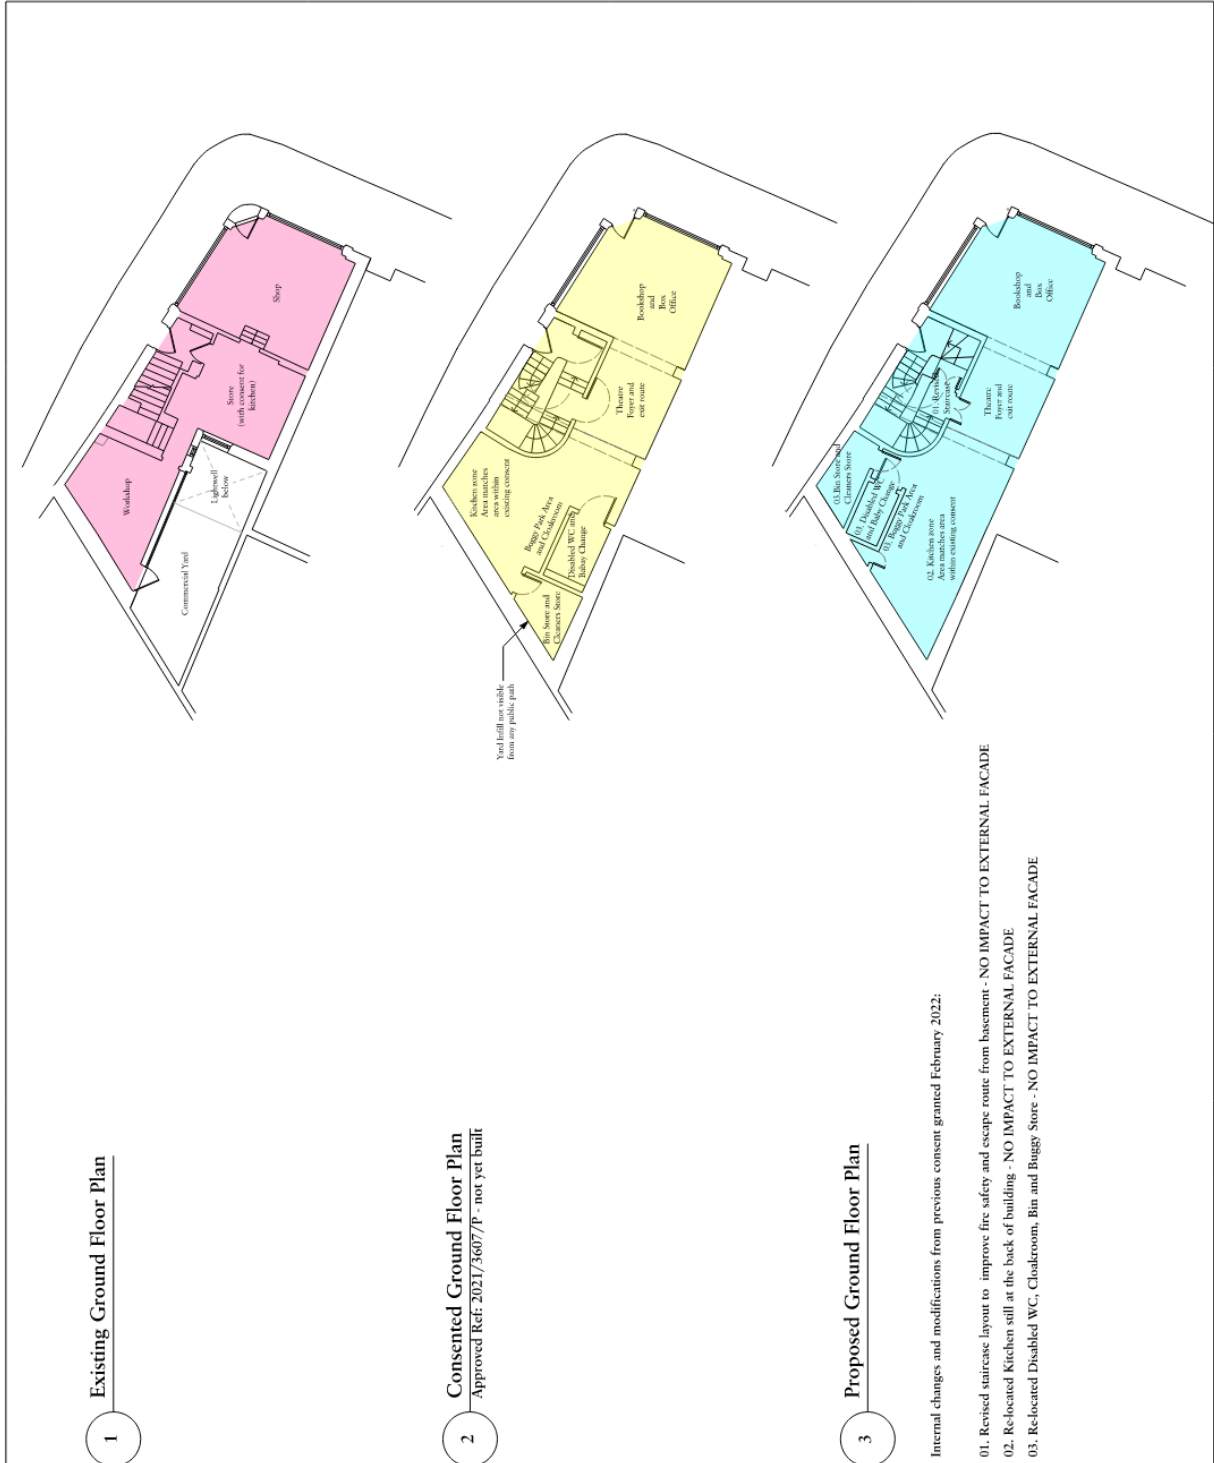 1
Existing Ground Floor Plan
Workshop
Commercial Yard
Lightwell
below
Store
(with consent for
kitchen)
Shop
2
Consented Ground Floor Plan
Approved Ref: 2021/3607/P - not yet built
Yard Infill not visible
from any public path
Kitchen zone
Area matches
area within
existing consent
Buggy Park Area
and Cloakroom
Disabled WC and
Babay Change
Bin Store and
Cleaners Store
Theatre
Foyer and
exit route
Bookshop
and
Box
Office
3
Proposed Ground Floor Plan
03.Bin Store and
Cleaners Store
03. Disabled WC
and Baby Change
03. Buggy Park Area
and Cloakroom
02. Kitchen zone
Area matches area
within existing consent
01. Revised
Staircase
Theatre
Foyer and
exit route
Bookshop
and
Box
Office
Internal changes and modifications from previous consent granted February 2022:
01. Revised staircase layout to improve fire safety and escape route from basement - NO IMPACT TO EXTERNAL FACADE
02. Re-located Kitchen still at the back of building - NO IMPACT TO EXTERNAL FACADE
03. Re-located Disabled WC, Cloakroom, Bin and Buggy Store - NO IMPACT TO EXTERNAL FACADE